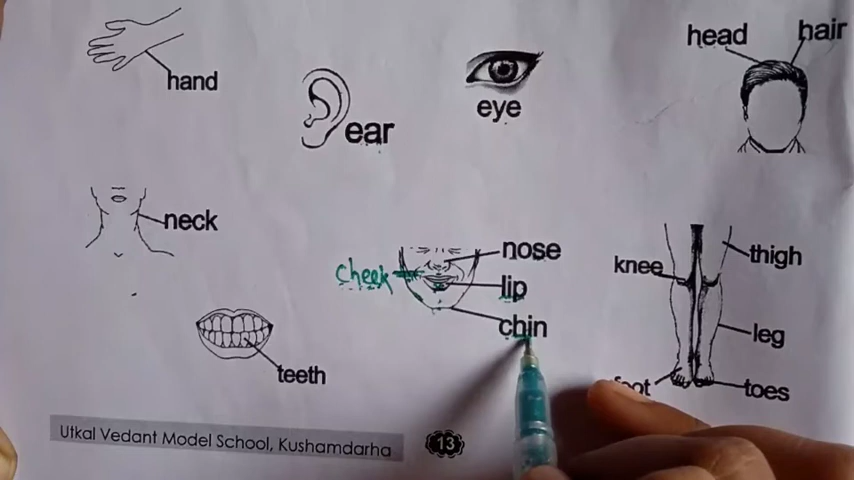 head
hair
hand
eye
ear
neck
nose
cheek
lip
chin
knee
thigh
leg
teeth
foot
toes
Utkal Vedant Model School, Kushamdarha
13